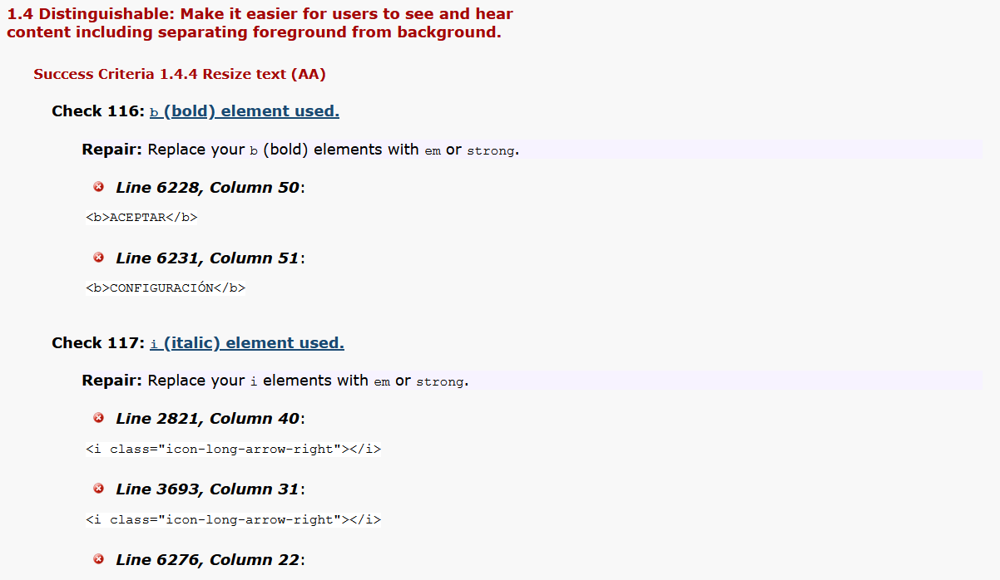 1.4 Distinguishable: Make it easier for users to see and hear
content including separating foreground from background.
Success Criteria 1.4.4 Resize text (AA)
Check 116: b (bold) element used.
Repair: Replace your b (bold) elements with em or strong.
Line 6228, Column 50:
<b>ACEPTAR</b>
Line 6231, Column 51:
<b>CONFIGURACIÓN</b>
Check 117: i (italic) element used.
Repair: Replace your i elements with em or strong.
Line 2821, Column 40:
<i class="icon-long-arrow-right"></i>
Line 3693, Column 31:
<i class="icon-long-arrow-right"></i>
Line 6276, Column 22: